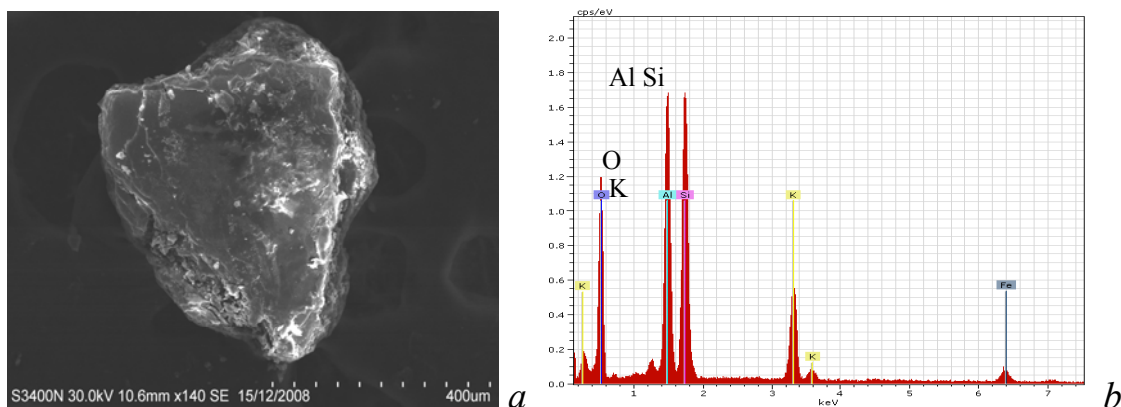 S3400N 30.0kV 10.6mm x140 SE 15/12/2008 400um
a
cps/eV
2.0
1.8
1.6
1.4
1.2
1.0
0.8
0.6
0.4
0.2
0.0
Al Si
O
K
K
O
Al
Si
K
K
Fe
1 2 3 4 5 6 7
keV
b